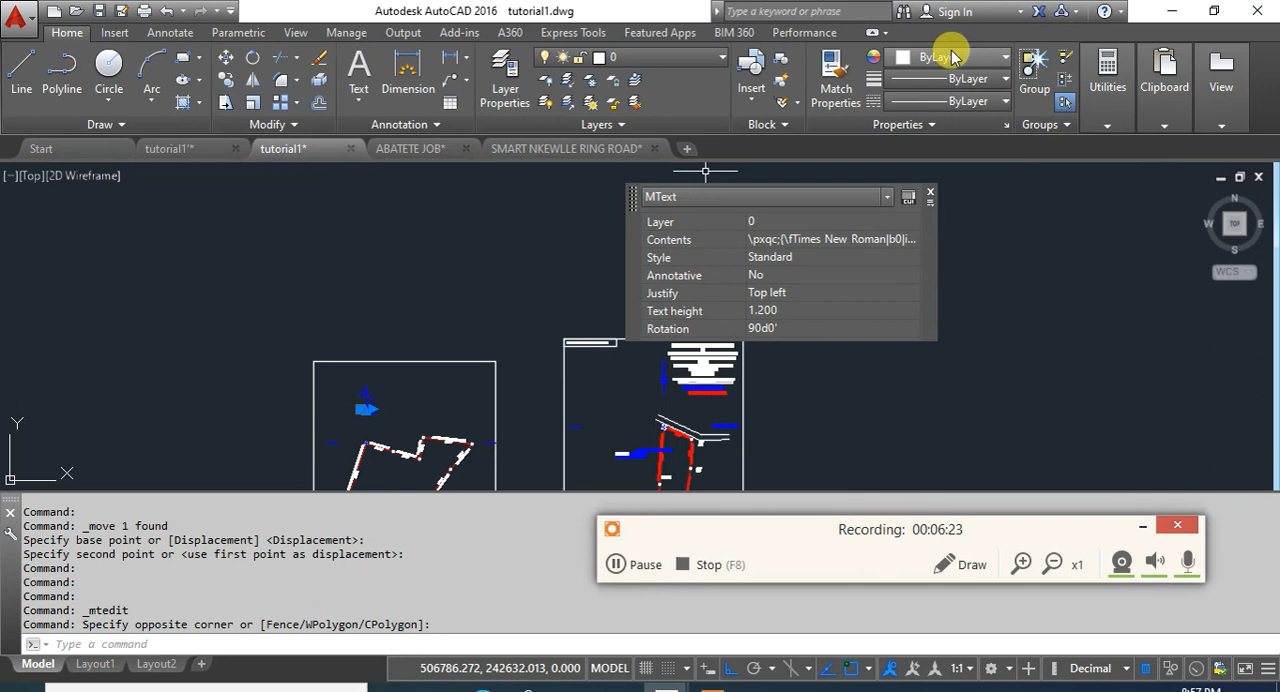 Autodesk AutoCAD 2016 tutorial1.dwg
Type a keyword or phrase
Sign In
Home Insert Annotate Parametric View Manage Output Add-ins A360 Express Tools Featured Apps BIM 360 Performance
0
ByLayer
ByLayer
ByLayer
Line Polyline Circle Arc Text Dimension Layer Properties Insert Match Properties Group Utilities Clipboard View
Draw Modify Annotation Layers Block Properties Groups
Start tutorial1'* tutorial1* ABATETE JOB* SMART NKEWLLE RING ROAD*
[−][Top][2D Wireframe]
N
W TOP E
S
WCS
MText
CUI
Layer 0
Contents \pxqc;{\fTimes New Roman|b0|i...
Style Standard
Annotative No
Justify Top left
Text height 1.200
Rotation 90d0'
Y
X
Command:
Command: _move 1 found
Specify base point or [Displacement] <Displacement>:
Specify second point or <use first point as displacement>:
Command:
Command:
Command:
Command: _mtedit
Command: Specify opposite corner or [Fence/WPolygon/CPolygon]:
Type a command
Recording: 00:06:23
Pause Stop (F8) Draw x1
Model Layout1 Layout2
506786.272, 242632.013, 0.000 MODEL 1:1 Decimal
8:57 PM